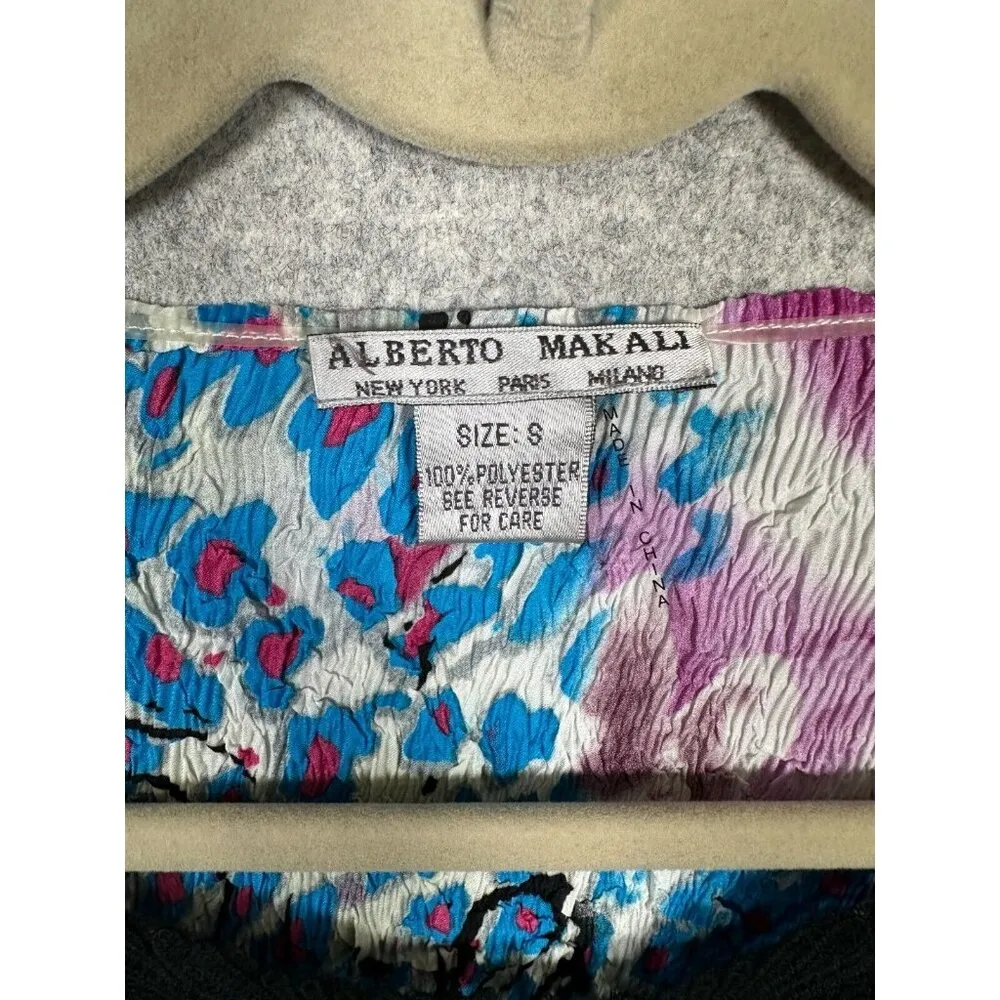 ALBERTO MAKALI
NEW YORK PARIS MILANO
SIZE: S
100% POLYESTER
SEE REVERSE
FOR CARE
MADE IN CHINA